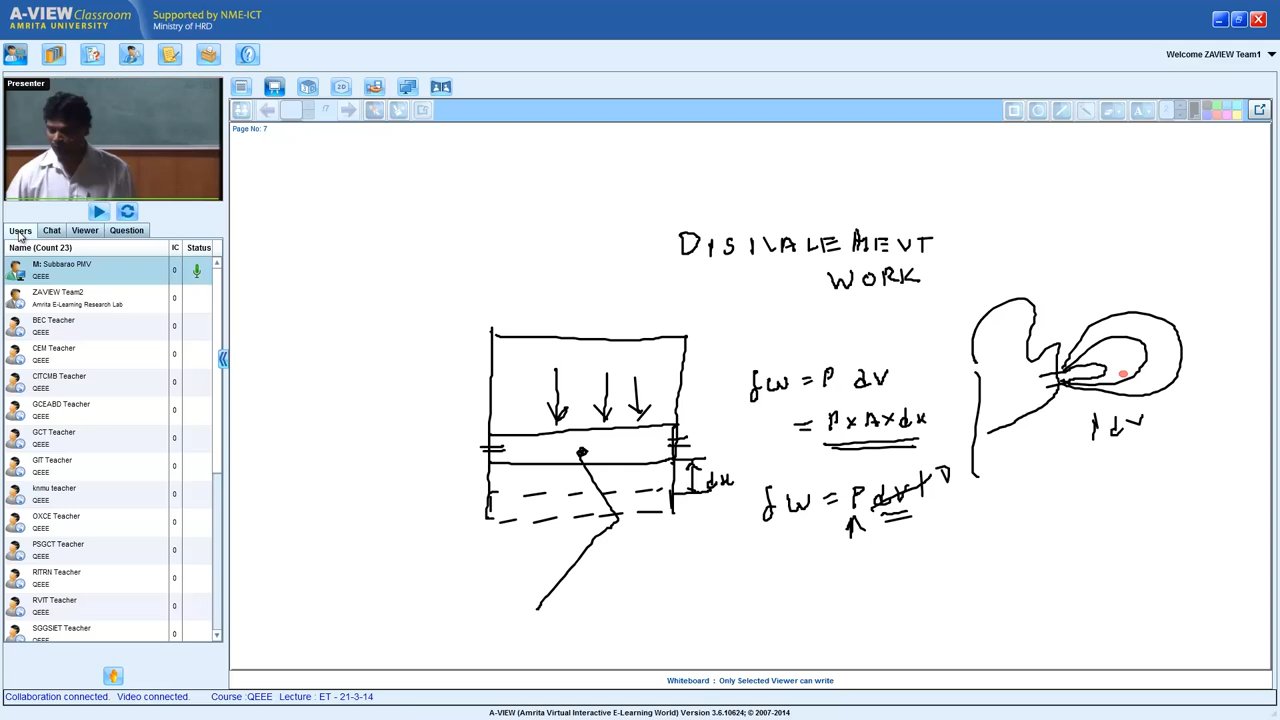 A-VIEW Classroom
AMRITA UNIVERSITY
Supported by NME-ICT
Ministry of HRD
Welcome ZAVIEW Team1
Presenter
/7
Page No: 7
Users Chat Viewer Question
Name (Count 23) IC Status
M: Subbarao PMV 0
QEEE
ZAVIEW Team2 0
Amrita E-Learning Research Lab
BEC Teacher 0
QEEE
CEM Teacher 0
QEEE
CITCMB Teacher 0
QEEE
GCEABD Teacher 0
QEEE
GCT Teacher 0
QEEE
GIT Teacher 0
QEEE
knmu teacher 0
QEEE
OXCE Teacher 0
QEEE
PSGCT Teacher 0
QEEE
RITRN Teacher 0
QEEE
RVIT Teacher 0
QEEE
SGGSIET Teacher 0
QEEE
WORK
δW = P dV
= P × A × dx
dx
δW = P dV
P dV
Whiteboard : Only Selected Viewer can write
Collaboration connected. Video connected. Course :QEEE Lecture : ET - 21-3-14
A-VIEW (Amrita Virtual Interactive E-Learning World) Version 3.6.10624; © 2007-2014